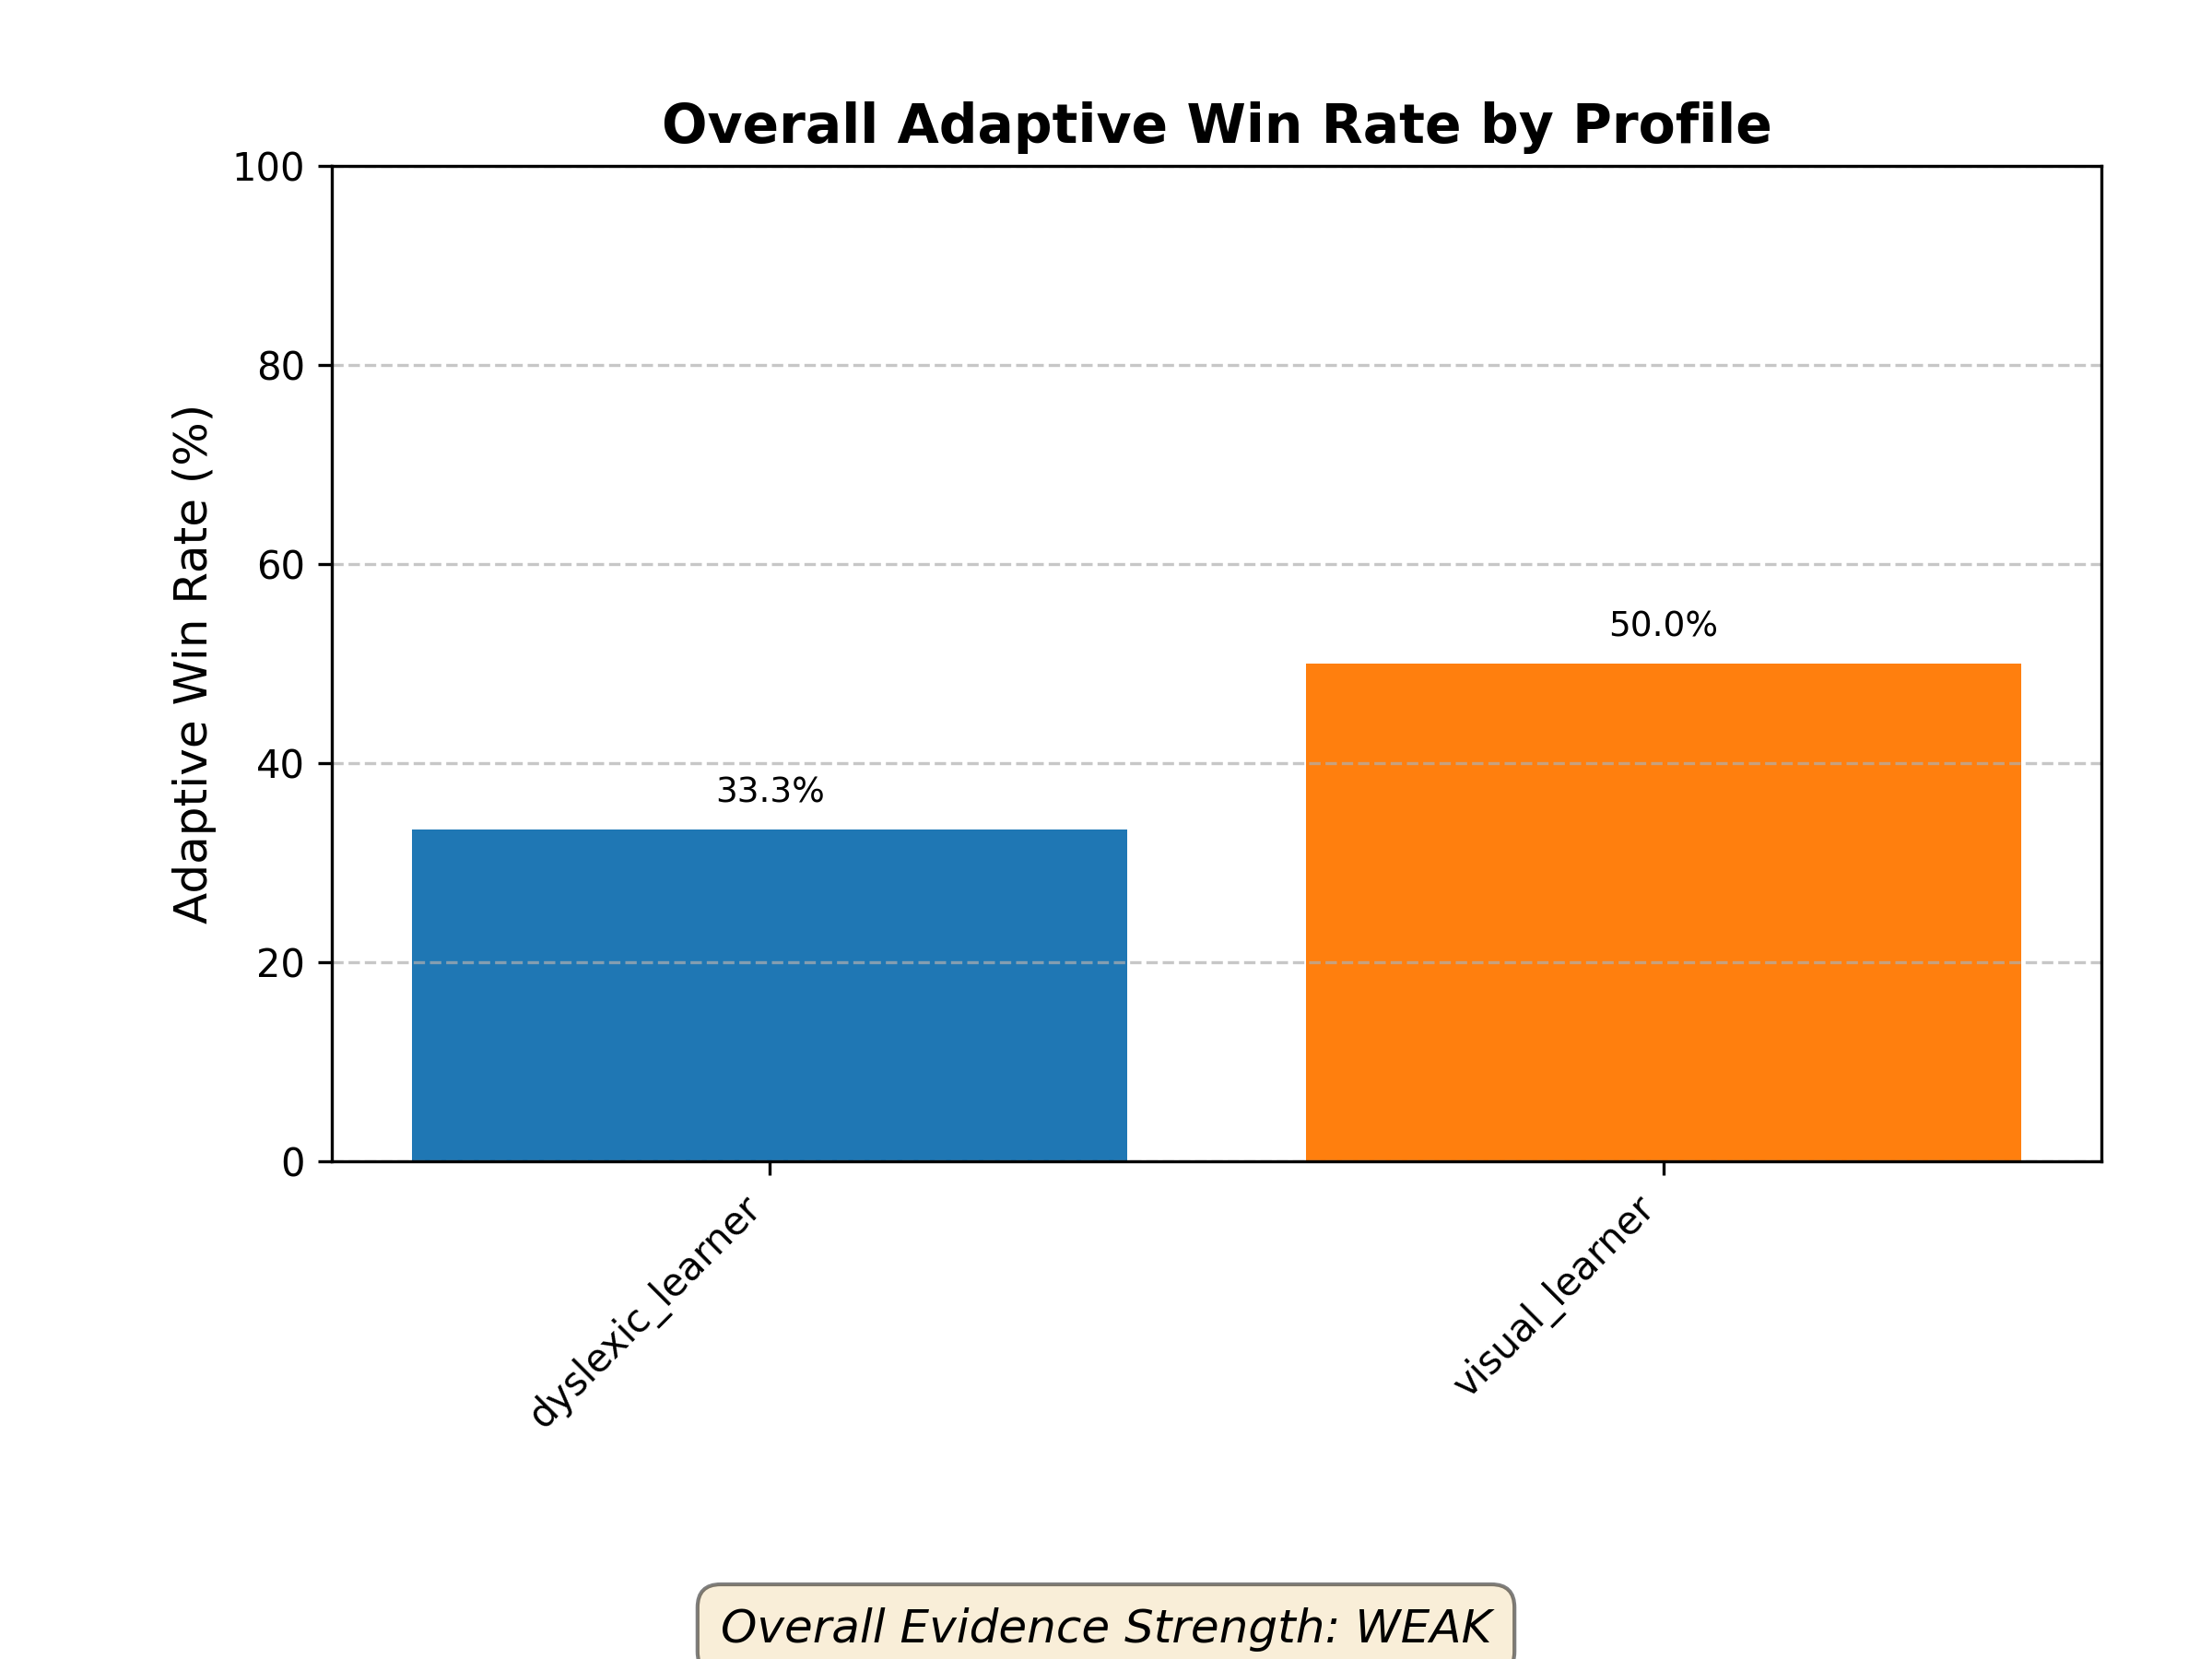 Overall Adaptive Win Rate by Profile
Adaptive Win Rate (%)
100
80
60
40
20
0
33.3%
50.0%
dyslexic_learner
visual_learner
Overall Evidence Strength: WEAK